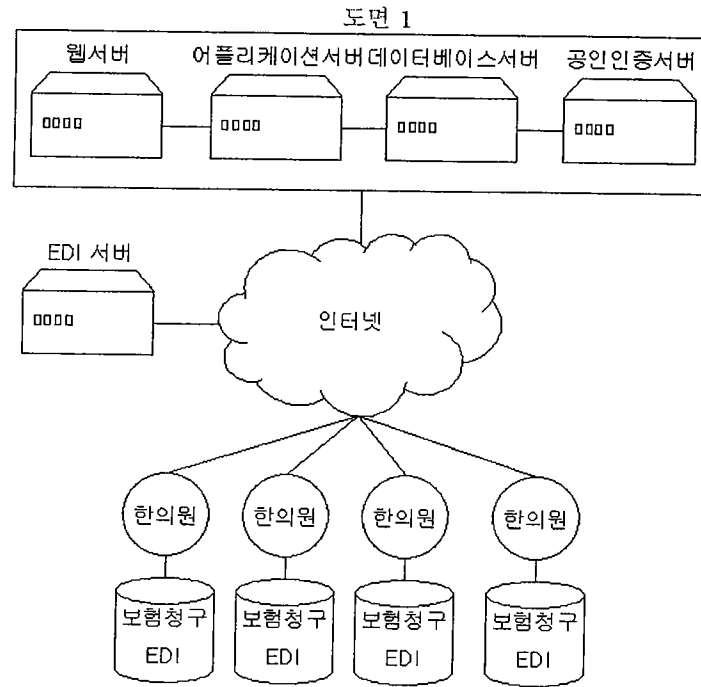 도면 1
웹서버
어플리케이션서버
데이터베이스서버
공인인증서버
EDI 서버
인터넷
한의원
한의원
한의원
한의원
보험청구
EDI
보험청구
EDI
보험청구
EDI
보험청구
EDI